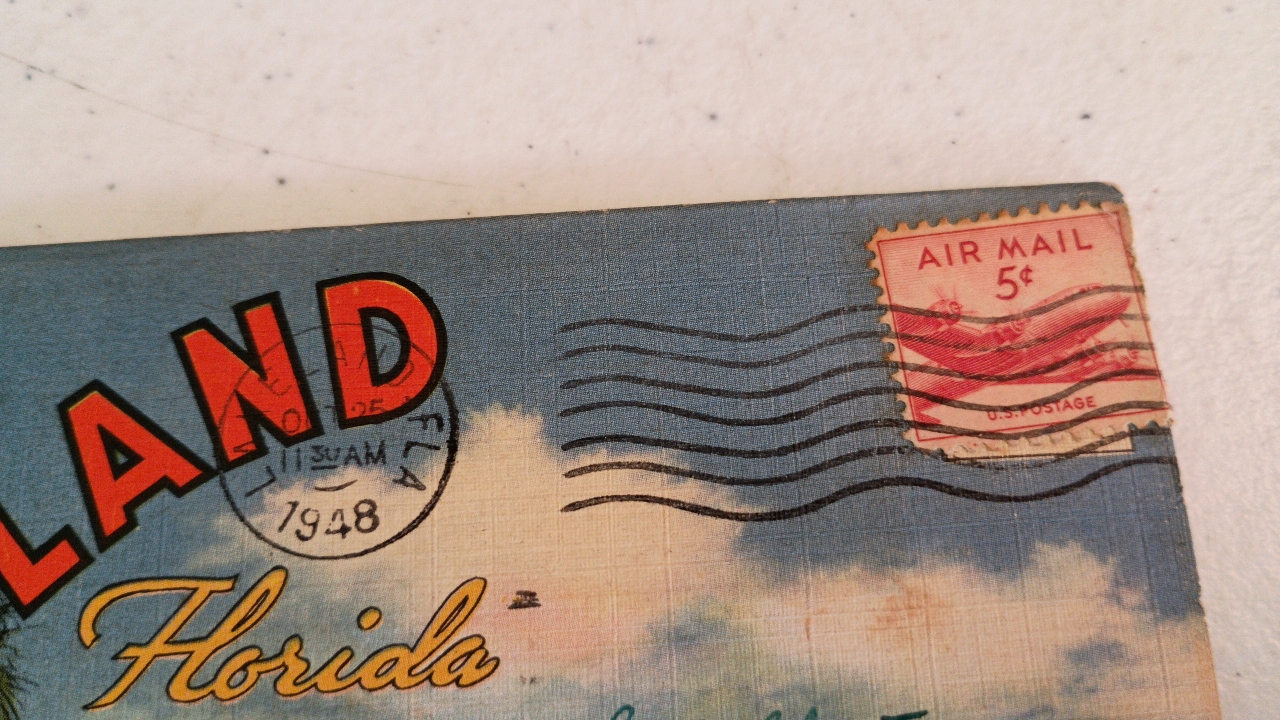 AIR MAIL
5¢
U.S. POSTAGE
LAND
Florida
FLA
11 30 AM
1948